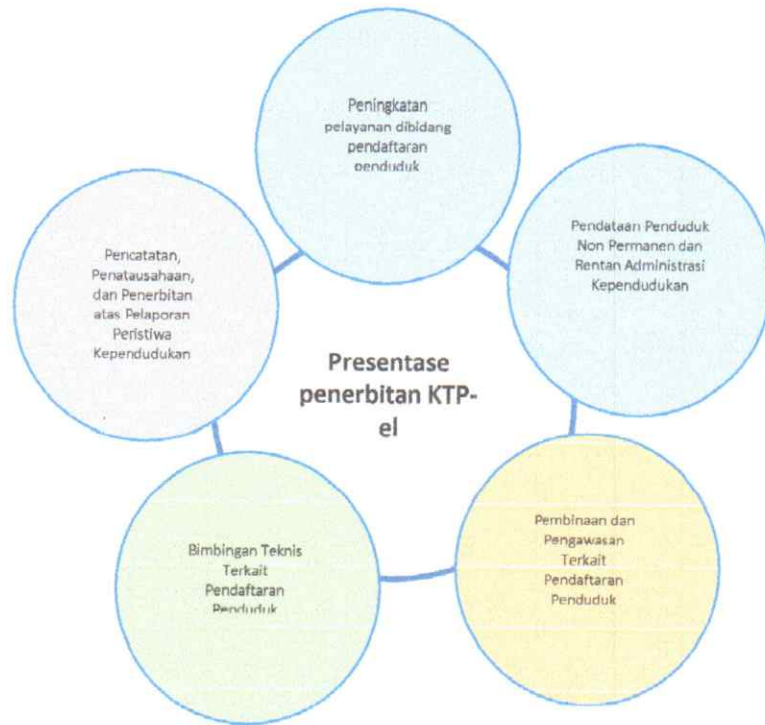 Peningkatan
pelayanan dibidang
pendaftaran
penduduk
Pendataan Penduduk
Non Permanen dan
Rentan Administrasi
Kependudukan
Pencatatan,
Penatausahaan,
dan Penerbitan
atas Pelaporan
Peristiwa
Kependudukan
Presentase
penerbitan KTP-
el
Pembinaan dan
Pengawasan
Terkait
Pendaftaran
Penduduk
Bimbingan Teknis
Terkait
Pendaftaran
Penduduk